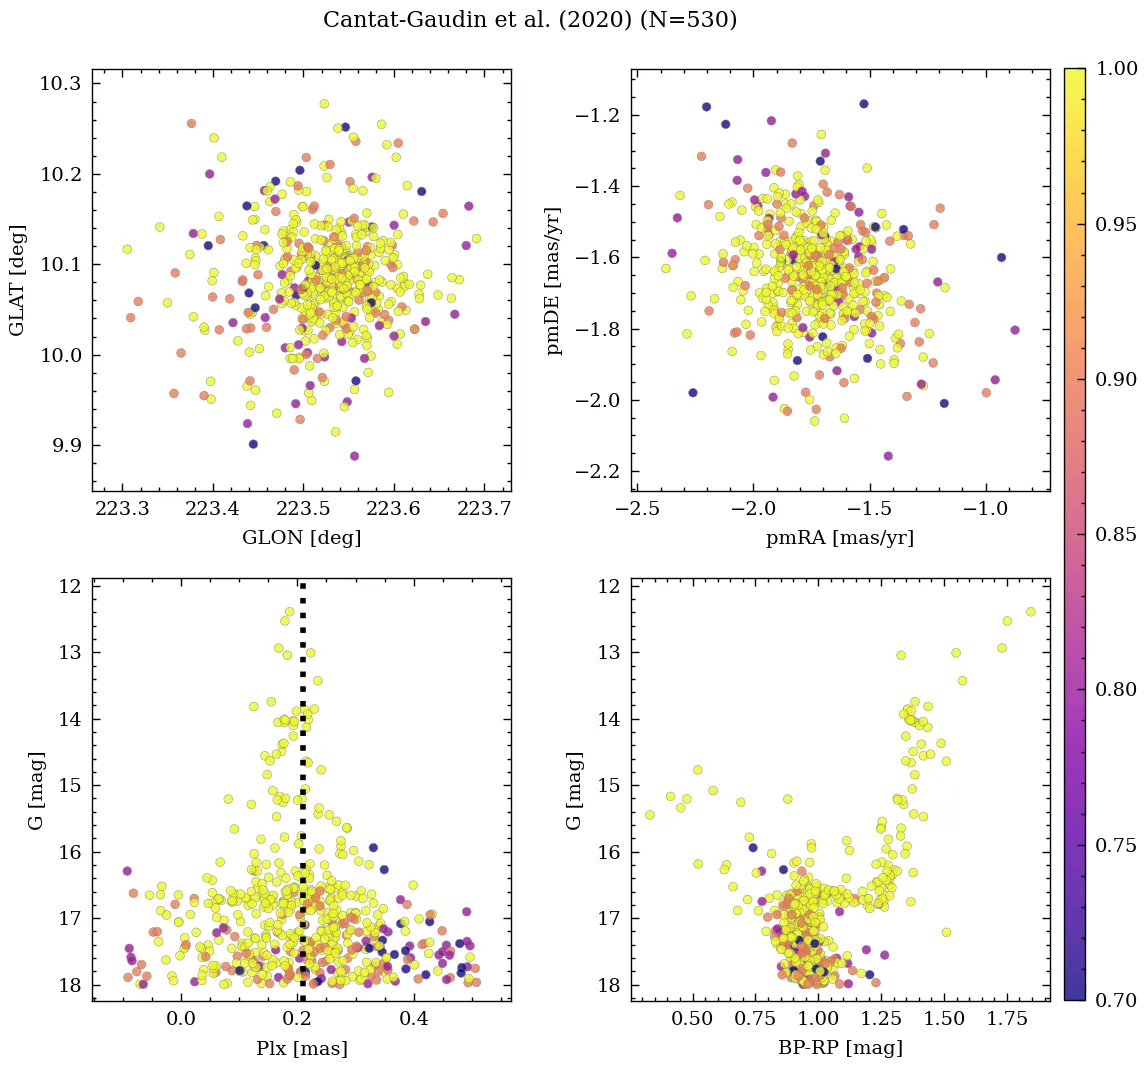 Cantat-Gaudin et al. (2020) (N=530)
10.3
10.2
10.1
10.0
9.9
GLAT [deg]
223.3 223.4 223.5 223.6 223.7
GLON [deg]
−1.2
−1.4
−1.6
−1.8
−2.0
−2.2
pmDE [mas/yr]
−2.5 −2.0 −1.5 −1.0
pmRA [mas/yr]
12
13
14
15
16
17
18
G [mag]
0.0 0.2 0.4
Plx [mas]
12
13
14
15
16
17
18
G [mag]
0.50 0.75 1.00 1.25 1.50 1.75
BP-RP [mag]
1.00
0.95
0.90
0.85
0.80
0.75
0.70